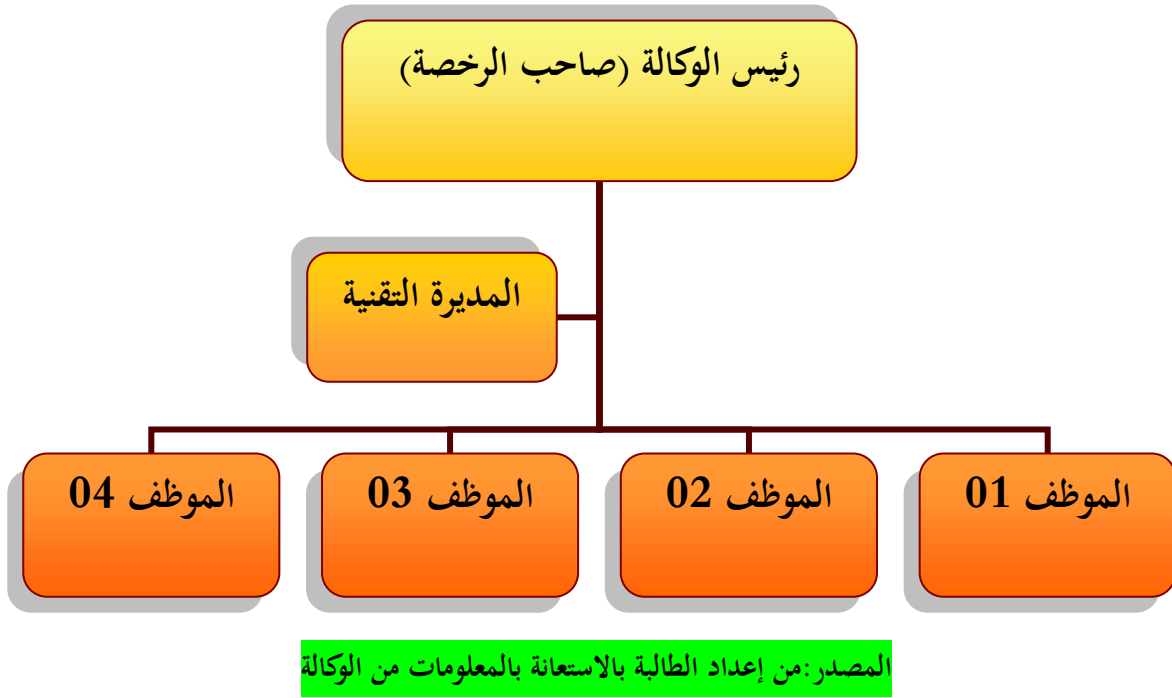 رئيس الوكالة (صاحب الرخصة)
المديرة التقنية
الموظف 01
الموظف 02
الموظف 03
الموظف 04
المصدر:من إعداد الطالبة بالاستعانة بالمعلومات من الوكالة